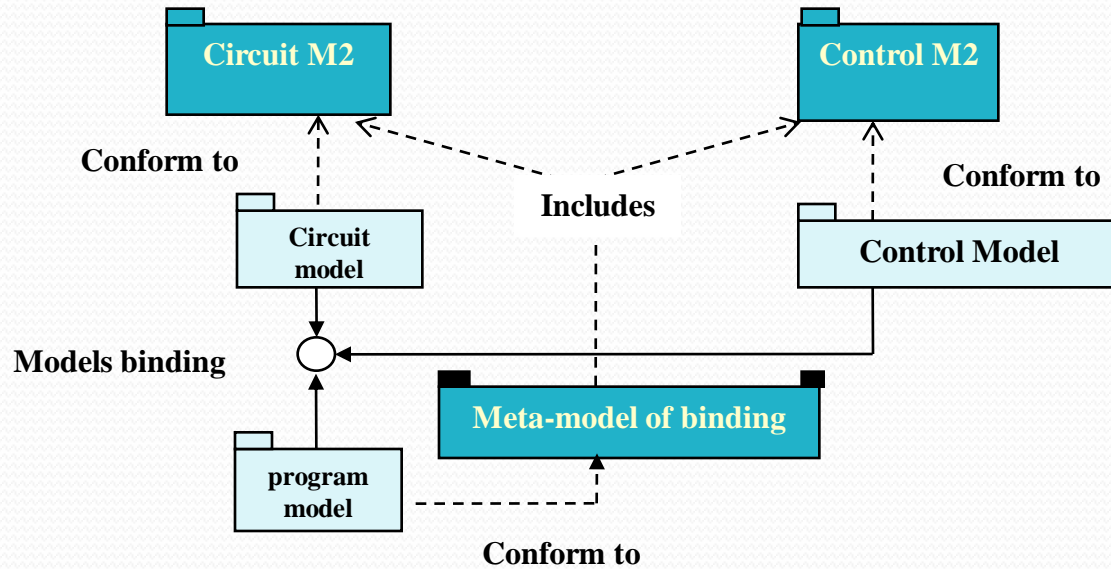 Circuit M2
Control M2
Conform to
Conform to
Includes
Circuit
model
Control Model
Models binding
Meta-model of binding
program
model
Conform to